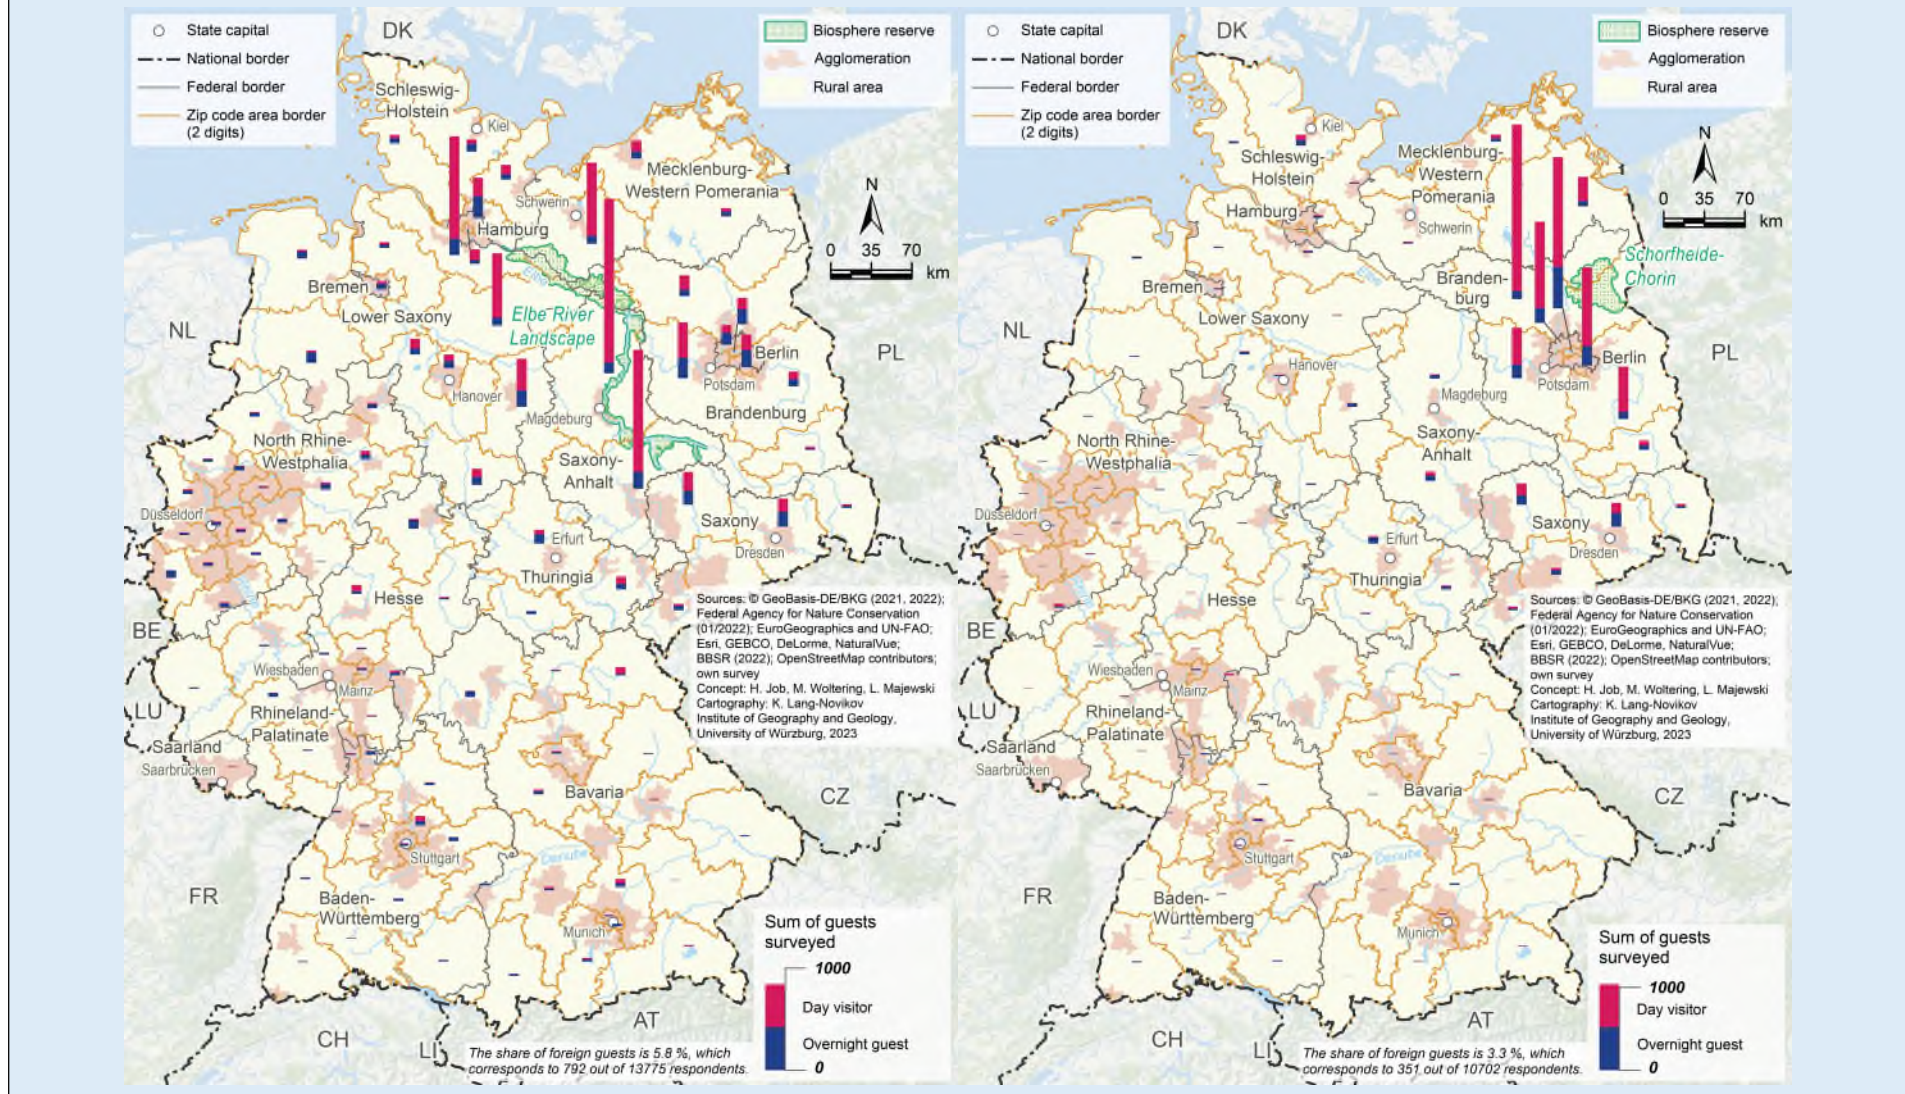 State capital
National border
Federal border
Zip code area border
(2 digits)
Biosphere reserve
Agglomeration
Rural area
DK
Schleswig-
Holstein
Kiel
Mecklenburg-
Western Pomerania
Schwerin
Hamburg
N
0 35 70
km
Bremen
Elbe
Lower Saxony
Elbe River
Landscape
NL
PL
Berlin
Potsdam
Hanover
Magdeburg
Brandenburg
North Rhine-
Westphalia
Saxony-
Anhalt
Düsseldorf
Saxony
Erfurt
Dresden
Thuringia
Hesse
Sources: © GeoBasis-DE/BKG (2021, 2022);
Federal Agency for Nature Conservation
(01/2022); EuroGeographics and UN-FAO;
Esri, GEBCO, DeLorme, NaturalVue;
BBSR (2022); OpenStreetMap contributors;
own survey
Concept: H. Job, M. Woltering, L. Majewski
Cartography: K. Lang-Novikov
Institute of Geography and Geology,
University of Würzburg, 2023
BE
Wiesbaden
Mainz
LU
Rhineland-
Palatinate
Saarland
Saarbrücken
Bavaria
CZ
Stuttgart
Danube
FR
Baden-
Württemberg
Munich
Sum of guests
surveyed
1000
Day visitor
Overnight guest
0
CH
LI
AT
The share of foreign guests is 5.8 %, which
corresponds to 792 out of 13775 respondents.
State capital
National border
Federal border
Zip code area border
(2 digits)
Biosphere reserve
Agglomeration
Rural area
DK
Kiel
Schleswig-
Holstein
Mecklenburg-
Western
Pomerania
N
0 35 70
km
Hamburg
Schwerin
Schorfheide-
Chorin
Branden-
burg
Bremen
Elbe
Lower Saxony
NL
PL
Berlin
Potsdam
Hanover
Magdeburg
North Rhine-
Westphalia
Saxony-
Anhalt
Düsseldorf
Saxony
Erfurt
Dresden
Thuringia
Hesse
Sources: © GeoBasis-DE/BKG (2021, 2022);
Federal Agency for Nature Conservation
(01/2022); EuroGeographics and UN-FAO;
Esri, GEBCO, DeLorme, NaturalVue;
BBSR (2022); OpenStreetMap contributors;
own survey
Concept: H. Job, M. Woltering, L. Majewski
Cartography: K. Lang-Novikov
Institute of Geography and Geology,
University of Würzburg, 2023
BE
Wiesbaden
Mainz
LU
Rhineland-
Palatinate
Saarland
Saarbrücken
Bavaria
CZ
Stuttgart
Danube
FR
Baden-
Württemberg
Munich
Sum of guests
surveyed
1000
Day visitor
Overnight guest
0
CH
LI
AT
The share of foreign guests is 3.3 %, which
corresponds to 351 out of 10702 respondents.